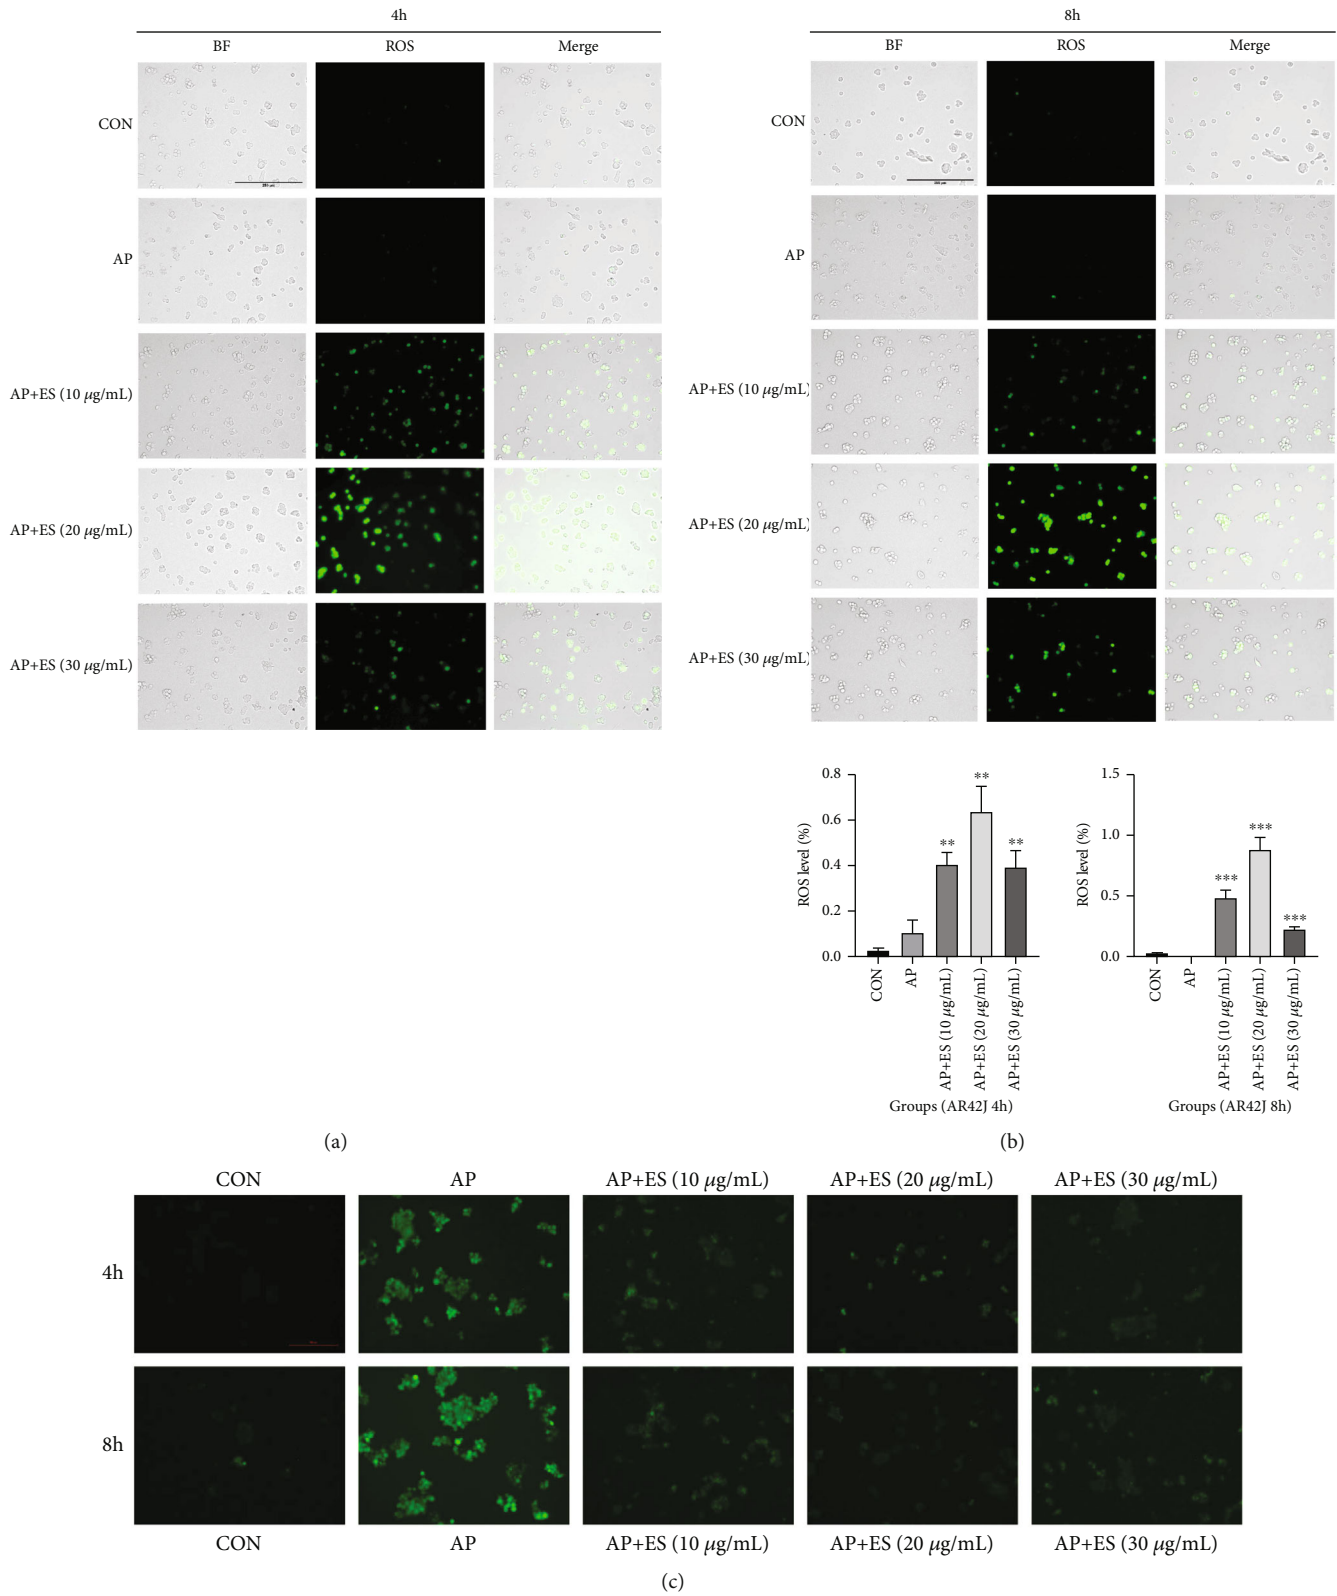 4h
8h
BF ROS Merge
BF ROS Merge
CON
CON
AP
AP
AP+ES (10 μg/mL)
AP+ES (10 μg/mL)
AP+ES (20 μg/mL)
AP+ES (20 μg/mL)
AP+ES (30 μg/mL)
AP+ES (30 μg/mL)
ROS level (%)
0.8
0.6
0.4
0.2
0.0
**
**
**
CON
AP
AP+ES (10 μg/mL)
AP+ES (20 μg/mL)
AP+ES (30 μg/mL)
Groups (AR42J 4h)
ROS level (%)
1.5
1.0
0.5
0.0
***
***
***
CON
AP
AP+ES (10 μg/mL)
AP+ES (20 μg/mL)
AP+ES (30 μg/mL)
Groups (AR42J 8h)
(a)
(b)
CON AP AP+ES (10 μg/mL) AP+ES (20 μg/mL) AP+ES (30 μg/mL)
4h
8h
CON AP AP+ES (10 μg/mL) AP+ES (20 μg/mL) AP+ES (30 μg/mL)
(c)